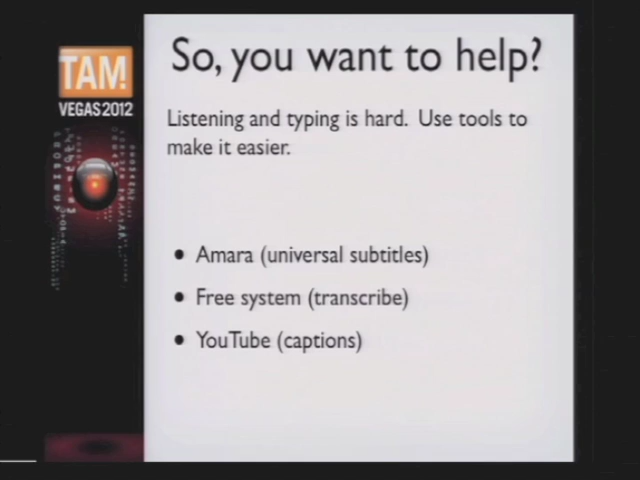 TAM!
VEGAS 2012
So, you want to help?
Listening and typing is hard. Use tools to
make it easier.
• Amara (universal subtitles)
• Free system (transcribe)
• YouTube (captions)